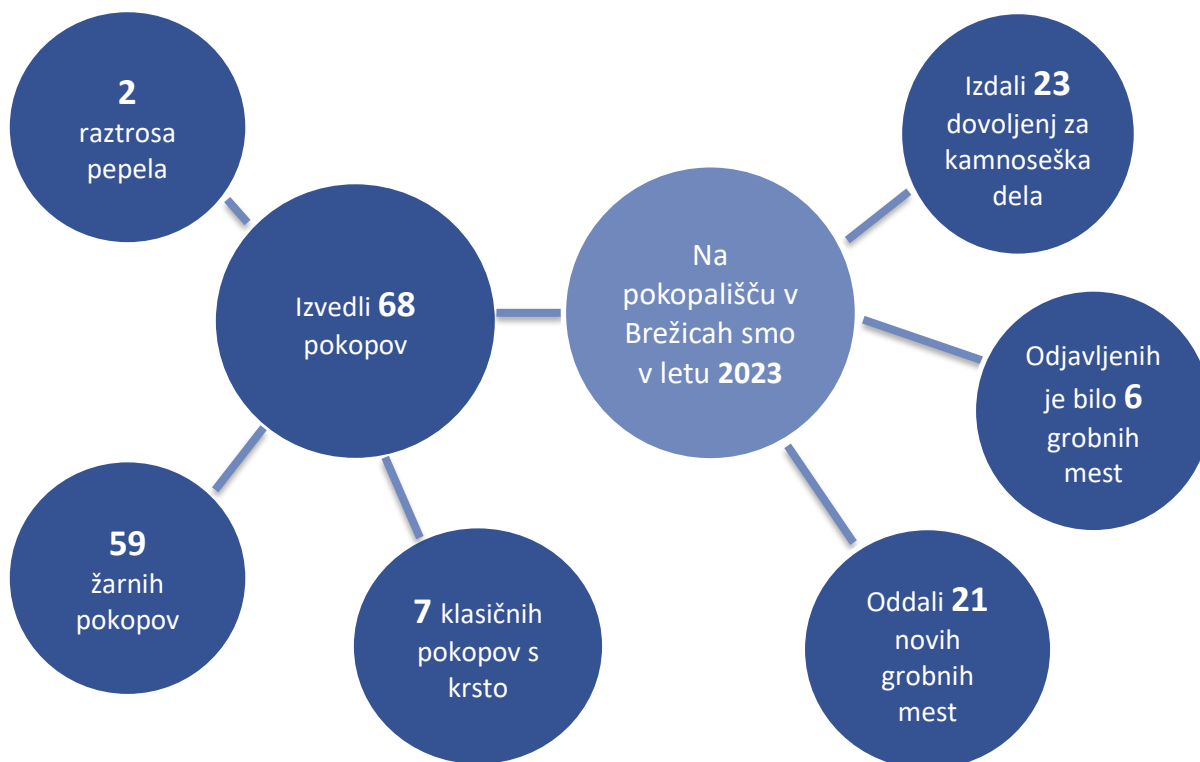 2
raztrosa
pepela
Izdali 23
dovoljenj za
kamnoseška
dela
Izvedli 68
pokopov
Na
pokopališču v
Brežicah smo
v letu 2023
Odjavljenih
je bilo 6
grobnih
mest
59
žarnih
pokopov
7 klasičnih
pokopov s
krsto
Oddali 21
novih
grobnih
mest